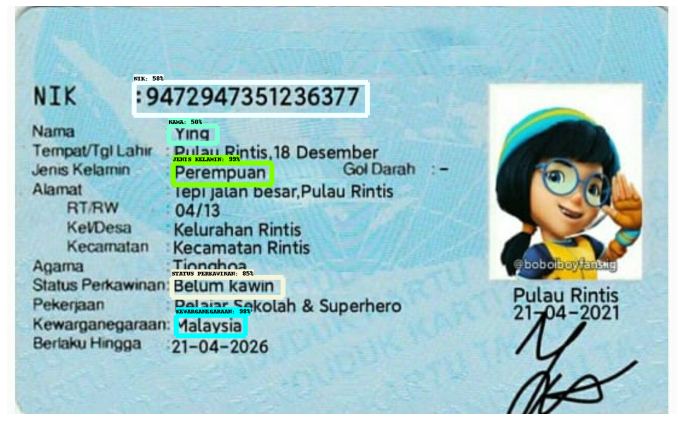 NIK: 58%
NIK :9472947351236377
NAMA: 50%
Nama Ying
Tempat/Tgl Lahir : Pulau Rintis,18 Desember
JENIS KELAMIN: 99%
Jenis Kelamin Perempuan Gol Darah : -
Alamat : Tepi jalan besar,Pulau Rintis
RT/RW : 04/13
Kel/Desa : Kelurahan Rintis
Kecamatan : Kecamatan Rintis
Agama : Tionghoa
STATUS PERKAWINAN: 85%
Status Perkawinan: Belum kawin
Pekerjaan : Pelajar Sekolah & Superhero
KEWARGANEGARAAN: 98%
Kewarganegaraan: Malaysia
Berlaku Hingga : 21-04-2026
@boboiboyfansig
Pulau Rintis
21-04-2021